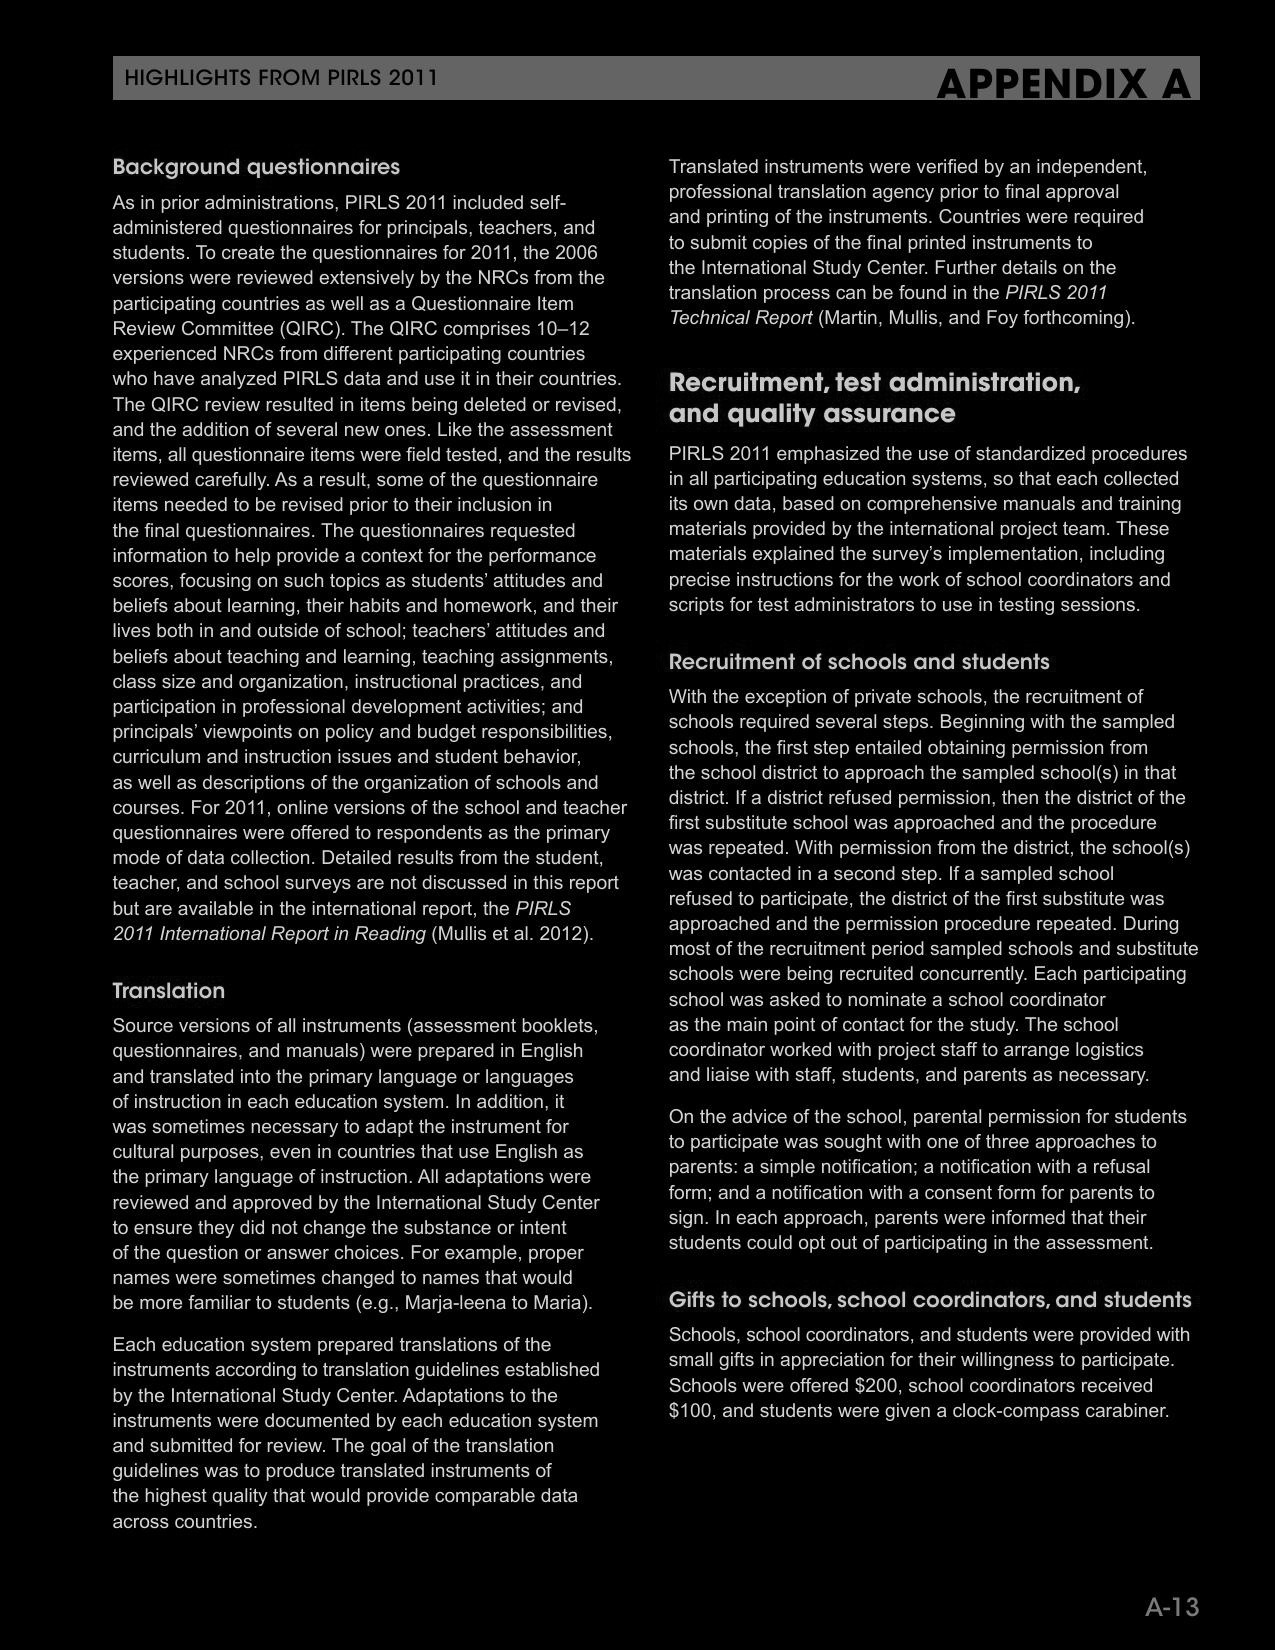 HIGHLIGHTS FROM PIRLS 2011
APPENDIX A
Background questionnaires
As in prior administrations, PIRLS 2011 included self-
administered questionnaires for principals, teachers, and
students. To create the questionnaires for 2011, the 2006
versions were reviewed extensively by the NRCs from the
participating countries as well as a Questionnaire Item
Review Committee (QIRC). The QIRC comprises 10–12
experienced NRCs from different participating countries
who have analyzed PIRLS data and use it in their countries.
The QIRC review resulted in items being deleted or revised,
and the addition of several new ones. Like the assessment
items, all questionnaire items were field tested, and the results
reviewed carefully. As a result, some of the questionnaire
items needed to be revised prior to their inclusion in
the final questionnaires. The questionnaires requested
information to help provide a context for the performance
scores, focusing on such topics as students’ attitudes and
beliefs about learning, their habits and homework, and their
lives both in and outside of school; teachers’ attitudes and
beliefs about teaching and learning, teaching assignments,
class size and organization, instructional practices, and
participation in professional development activities; and
principals’ viewpoints on policy and budget responsibilities,
curriculum and instruction issues and student behavior,
as well as descriptions of the organization of schools and
courses. For 2011, online versions of the school and teacher
questionnaires were offered to respondents as the primary
mode of data collection. Detailed results from the student,
teacher, and school surveys are not discussed in this report
but are available in the international report, the PIRLS
2011 International Report in Reading (Mullis et al. 2012).
Translation
Source versions of all instruments (assessment booklets,
questionnaires, and manuals) were prepared in English
and translated into the primary language or languages
of instruction in each education system. In addition, it
was sometimes necessary to adapt the instrument for
cultural purposes, even in countries that use English as
the primary language of instruction. All adaptations were
reviewed and approved by the International Study Center
to ensure they did not change the substance or intent
of the question or answer choices. For example, proper
names were sometimes changed to names that would
be more familiar to students (e.g., Marja-leena to Maria).
Each education system prepared translations of the
instruments according to translation guidelines established
by the International Study Center. Adaptations to the
instruments were documented by each education system
and submitted for review. The goal of the translation
guidelines was to produce translated instruments of
the highest quality that would provide comparable data
across countries.
Translated instruments were verified by an independent,
professional translation agency prior to final approval
and printing of the instruments. Countries were required
to submit copies of the final printed instruments to
the International Study Center. Further details on the
translation process can be found in the PIRLS 2011
Technical Report (Martin, Mullis, and Foy forthcoming).
Recruitment, test administration,
and quality assurance
PIRLS 2011 emphasized the use of standardized procedures
in all participating education systems, so that each collected
its own data, based on comprehensive manuals and training
materials provided by the international project team. These
materials explained the survey’s implementation, including
precise instructions for the work of school coordinators and
scripts for test administrators to use in testing sessions.
Recruitment of schools and students
With the exception of private schools, the recruitment of
schools required several steps. Beginning with the sampled
schools, the first step entailed obtaining permission from
the school district to approach the sampled school(s) in that
district. If a district refused permission, then the district of the
first substitute school was approached and the procedure
was repeated. With permission from the district, the school(s)
was contacted in a second step. If a sampled school
refused to participate, the district of the first substitute was
approached and the permission procedure repeated. During
most of the recruitment period sampled schools and substitute
schools were being recruited concurrently. Each participating
school was asked to nominate a school coordinator
as the main point of contact for the study. The school
coordinator worked with project staff to arrange logistics
and liaise with staff, students, and parents as necessary.
On the advice of the school, parental permission for students
to participate was sought with one of three approaches to
parents: a simple notification; a notification with a refusal
form; and a notification with a consent form for parents to
sign. In each approach, parents were informed that their
students could opt out of participating in the assessment.
Gifts to schools, school coordinators, and students
Schools, school coordinators, and students were provided with
small gifts in appreciation for their willingness to participate.
Schools were offered $200, school coordinators received
$100, and students were given a clock-compass carabiner.
A-13